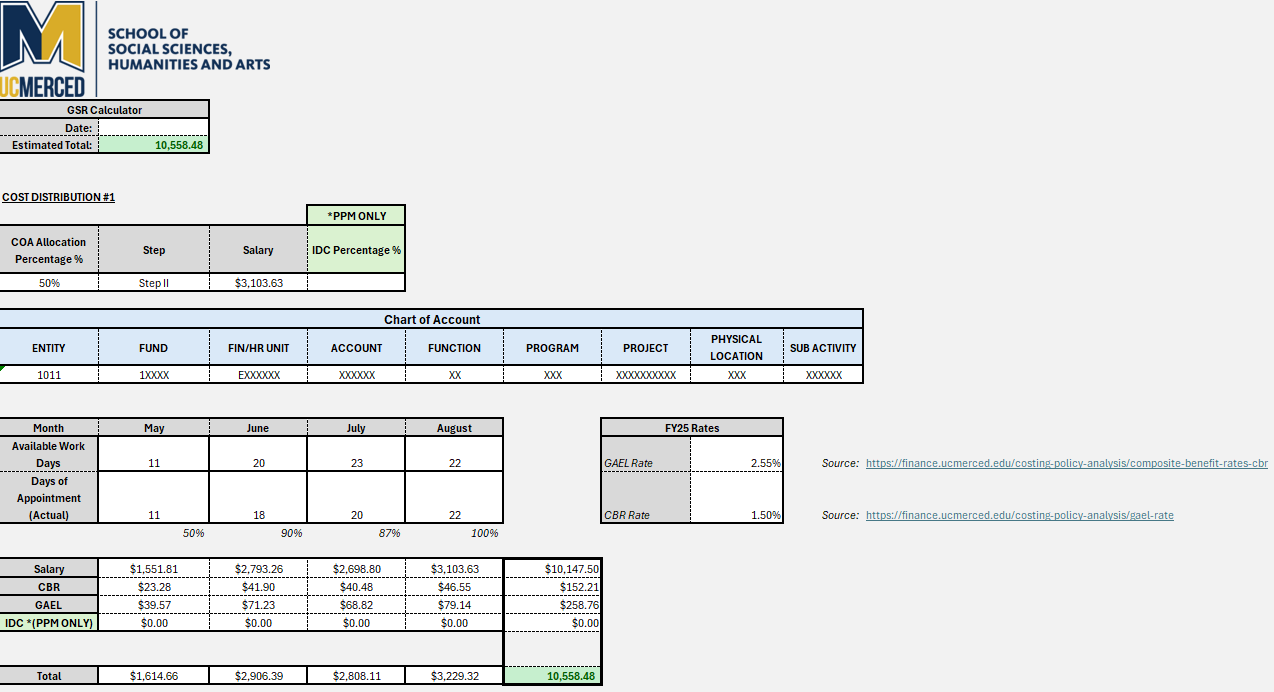 SCHOOL OF
SOCIAL SCIENCES,
HUMANITIES AND ARTS
UCMERCED
GSR Calculator
Date:
Estimated Total: 10,558.48
COST DISTRIBUTION #1
*PPM ONLY
COA Allocation Percentage % Step Salary IDC Percentage %
50% Step II $3,103.63
Chart of Account
ENTITY FUND FIN/HR UNIT ACCOUNT FUNCTION PROGRAM PROJECT PHYSICAL LOCATION SUB ACTIVITY
1011 1XXXX EXXXXXX XXXXXX XX XXX XXXXXXXXXX XXX XXXXXX
Month May June July August
Available Work Days 11 20 23 22
Days of Appointment (Actual) 11 18 20 22
50% 90% 87% 100%
FY25 Rates
GAEL Rate 2.55% Source: https://finance.ucmerced.edu/costing-policy-analysis/composite-benefit-rates-cbr
CBR Rate 1.50% Source: https://finance.ucmerced.edu/costing-policy-analysis/gael-rate
Salary $1,551.81 $2,793.26 $2,698.80 $3,103.63 $10,147.50
CBR $23.28 $41.90 $40.48 $46.55 $152.21
GAEL $39.57 $71.23 $68.82 $79.14 $258.76
IDC *(PPM ONLY) $0.00 $0.00 $0.00 $0.00 $0.00
Total $1,614.66 $2,906.39 $2,808.11 $3,229.32 10,558.48